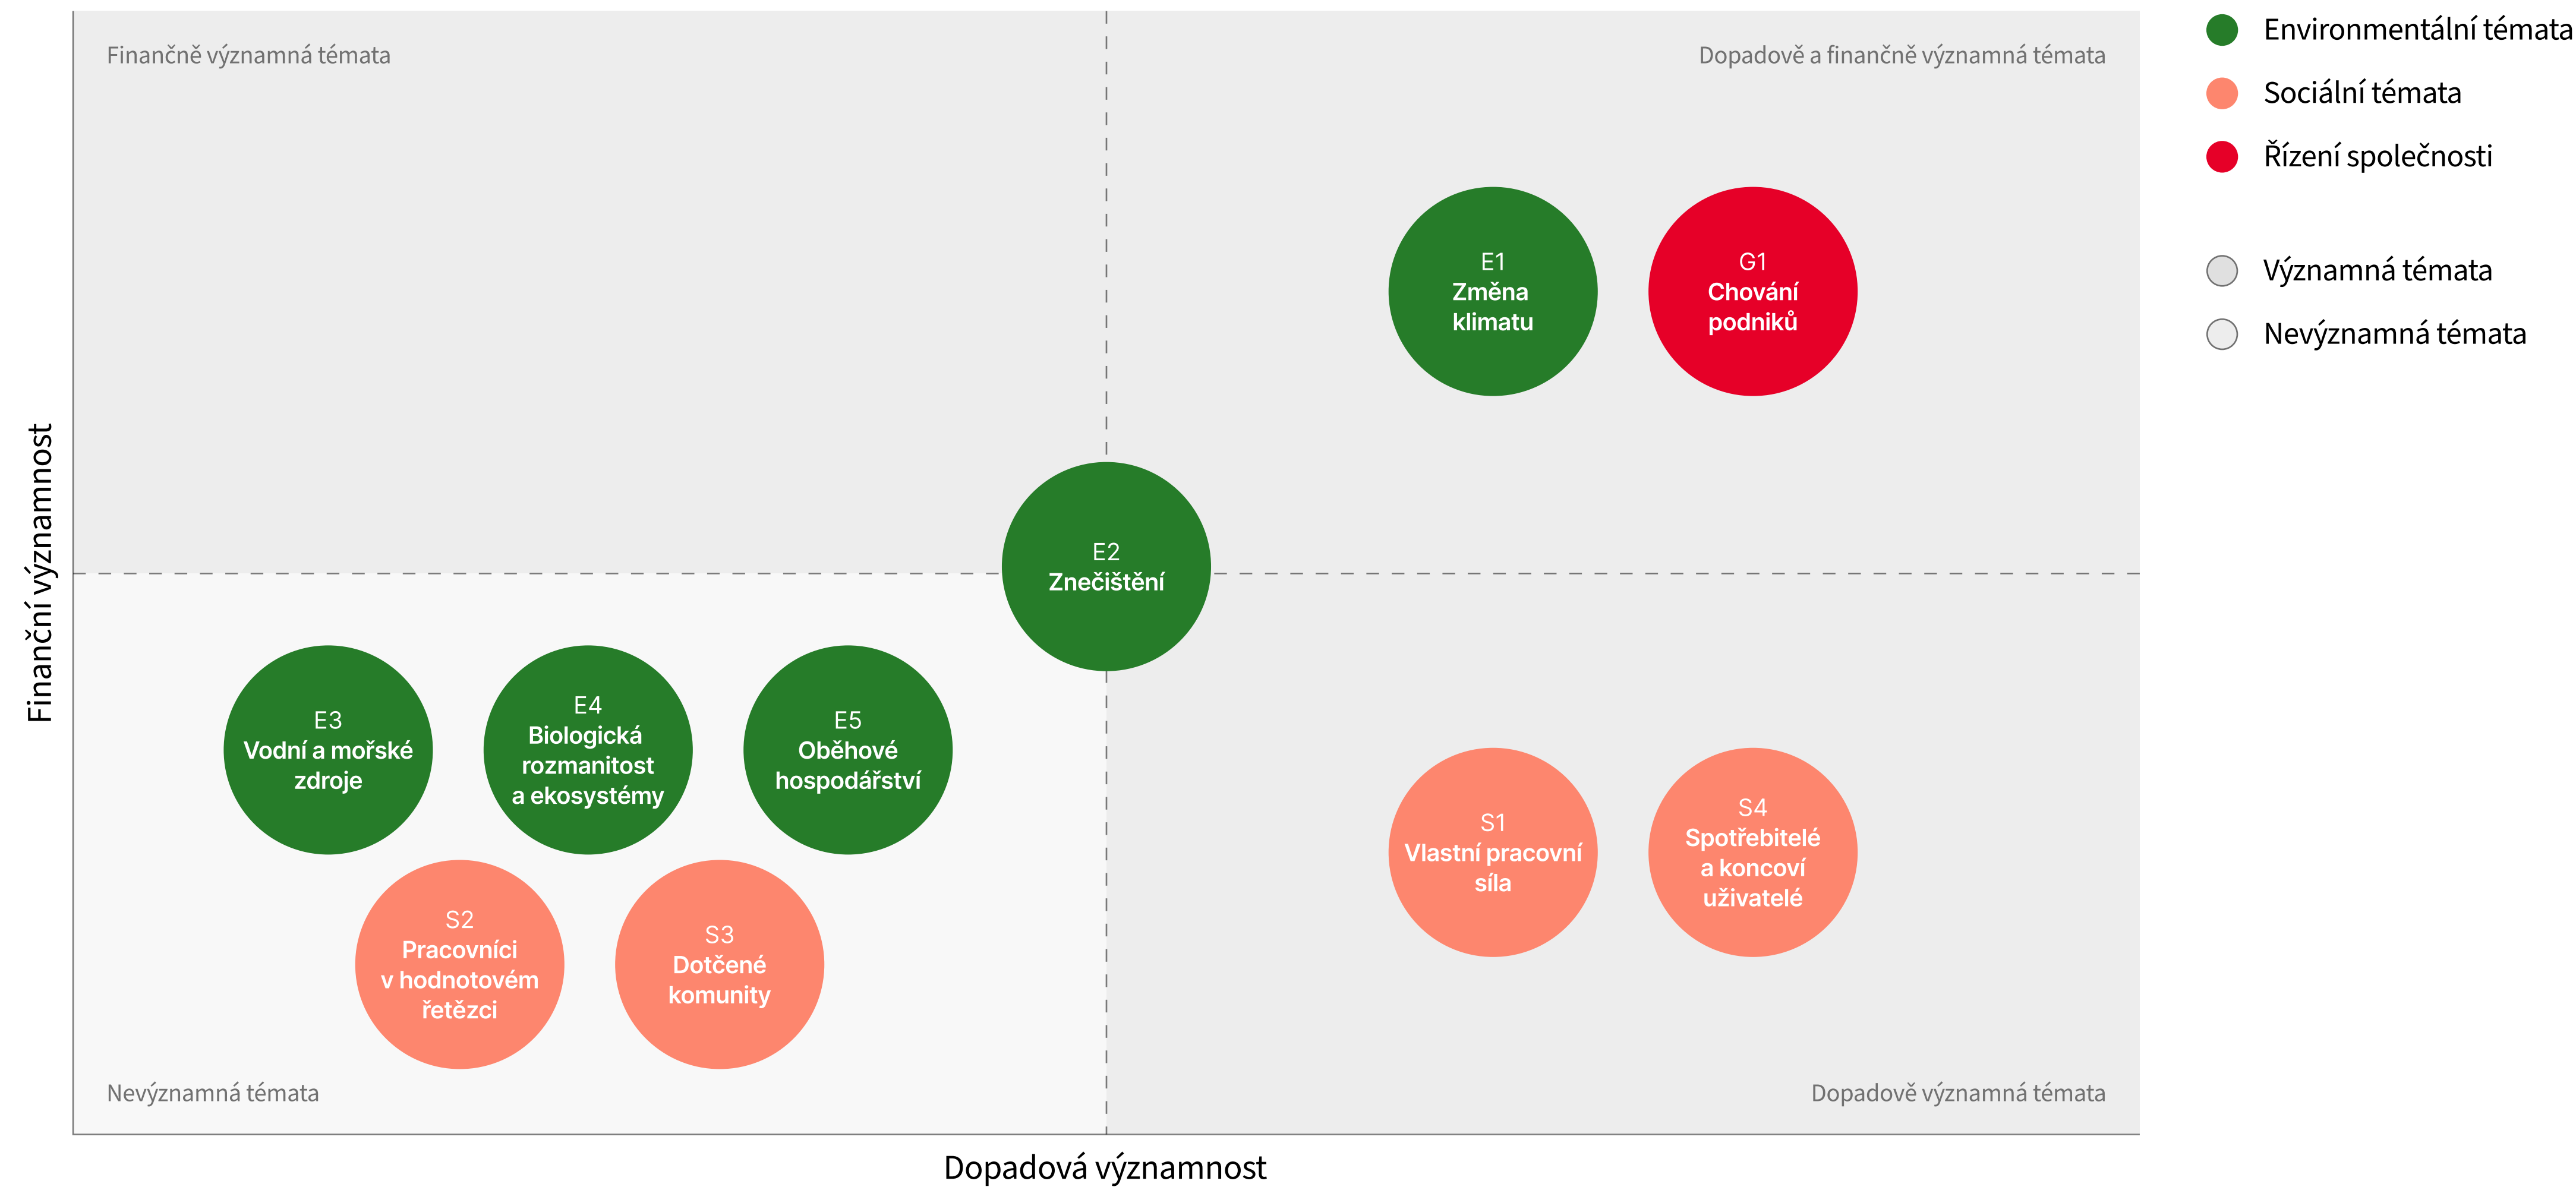 Finančně významná témata
Dopadově a finančně významná témata
Environmentální témata
Sociální témata
Řízení společnosti
Významná témata
Nevýznamná témata
E1
Změna
klimatu
G1
Chování
podniků
Finanční významnost
E2
Znečištění
E3
Vodní a mořské
zdroje
E4
Biologická
rozmanitost
a ekosystémy
E5
Oběhové
hospodářství
S1
Vlastní pracovní
síla
S4
Spotřebitelé
a koncoví
uživatelé
S2
Pracovníci
v hodnotovém
řetězci
S3
Dotčené
komunity
Nevýznamná témata
Dopadově významná témata
Dopadová významnost